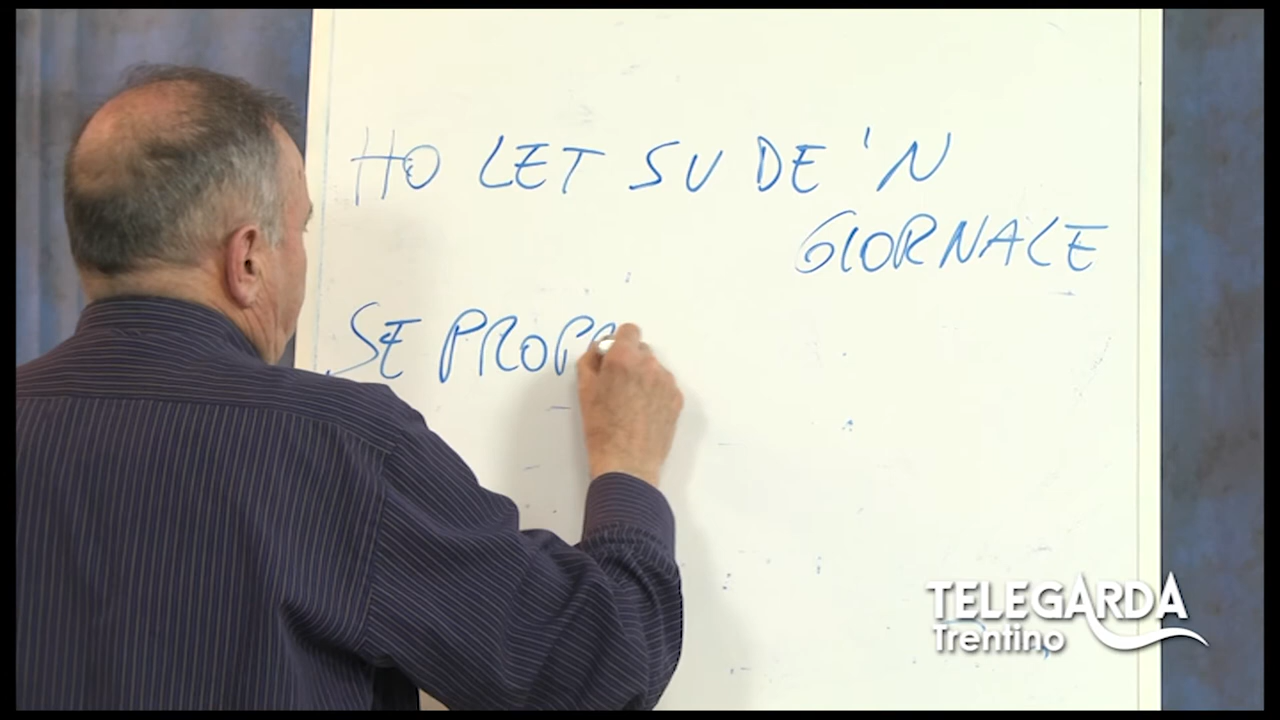 HO LET SU DE 'N
GIORNALE
SE PROP
TELEGARDA
Trentino